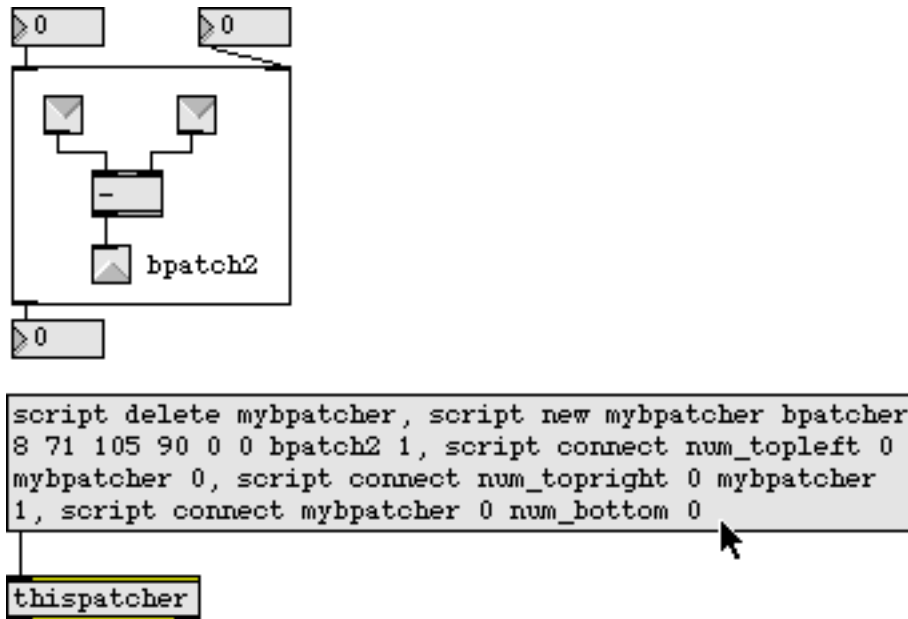 0 0
-
bpatch2
0
script delete mybpatcher, script new mybpatcher bpatcher
8 71 105 90 0 0 bpatch2 1, script connect num_topleft 0
mybpatcher 0, script connect num_topright 0 mybpatcher
1, script connect mybpatcher 0 num_bottom 0
thispatcher